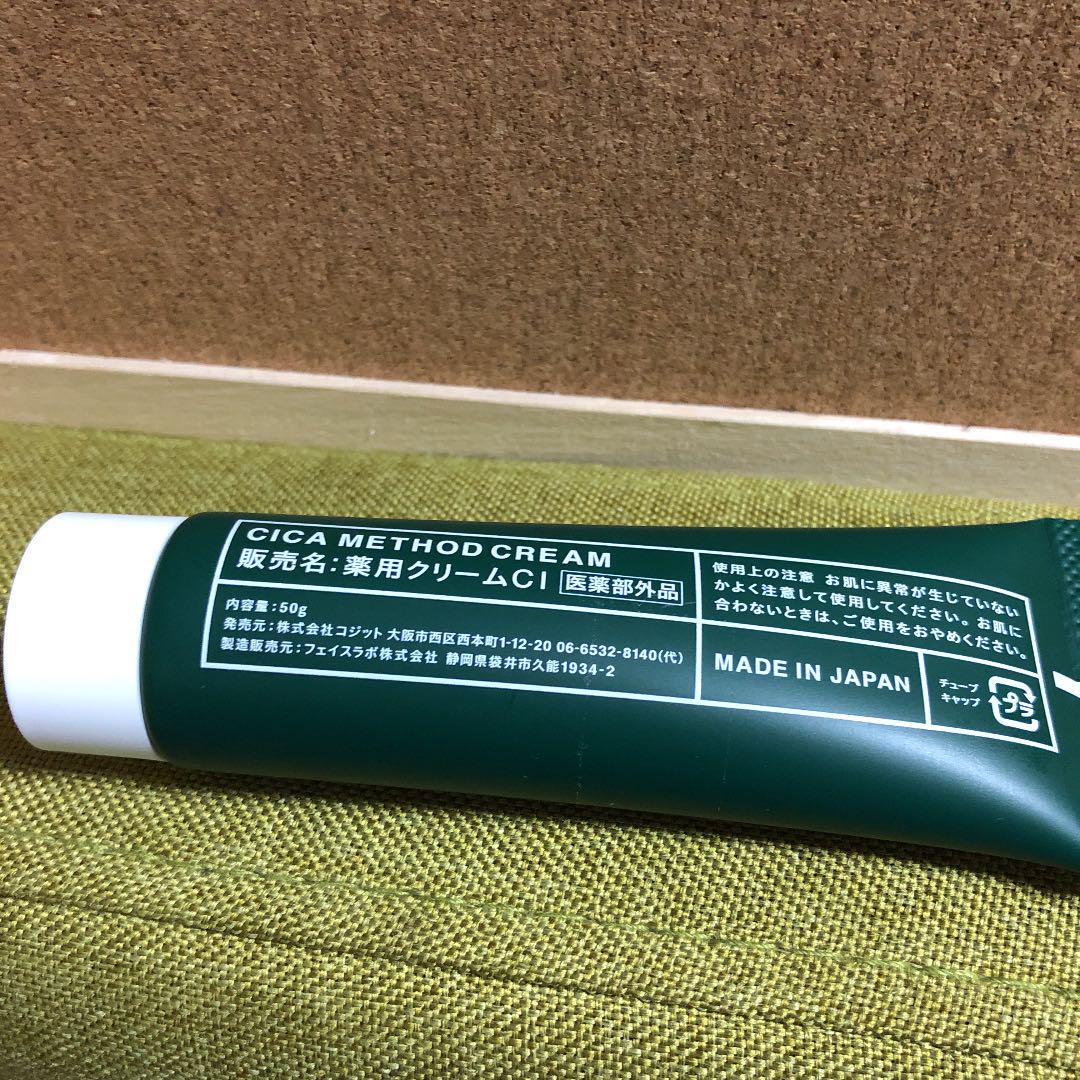 CICA METHOD CREAM
販売名:薬用クリームCI 医薬部外品
内容量:50g
発売元:株式会社コジット 大阪市西区西本町1-12-20 06-6532-8140(代)
製造販売元:フェイスラボ株式会社 静岡県袋井市久能1934-2
使用上の注意 お肌に異常が生じていない
かよく注意して使用してください。お肌に
合わないときは、ご使用をおやめください。
MADE IN JAPAN
チューブ
キャップ
プラ